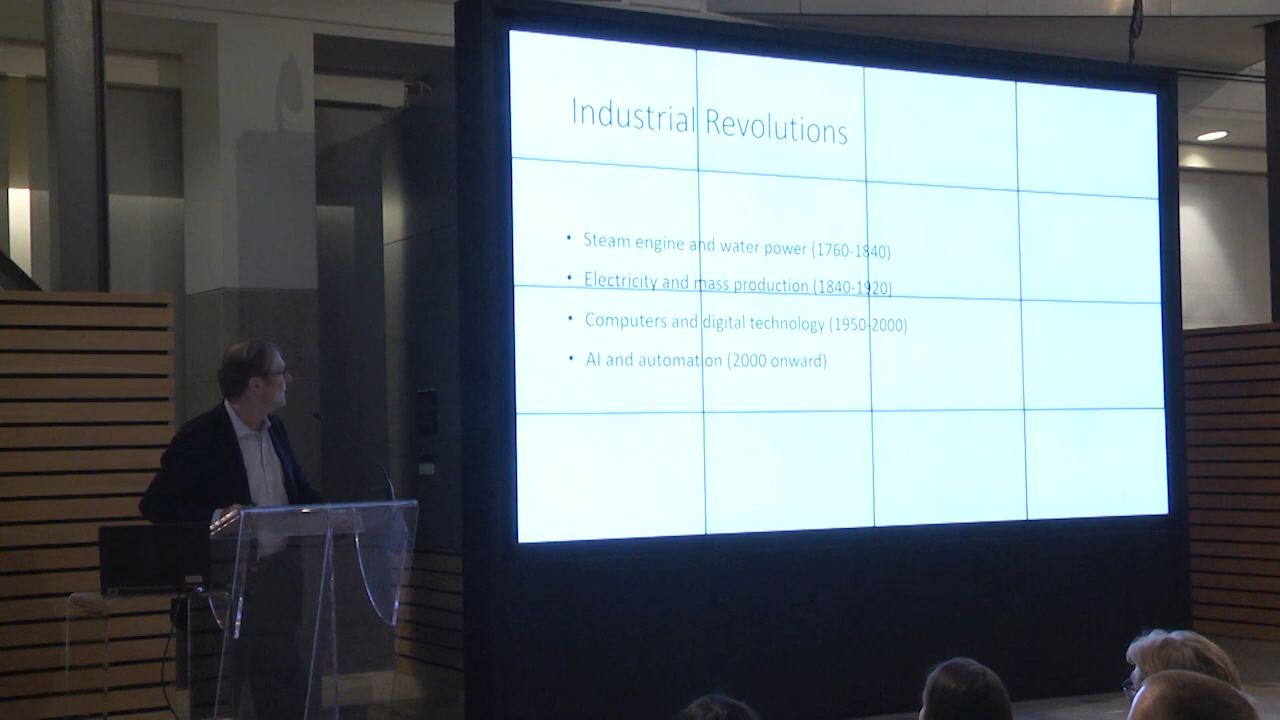 Industrial Revolutions
• Steam engine and water power (1760-1840)
• Electricity and mass production (1840-1920)
• Computers and digital technology (1950-2000)
• AI and automation (2000 onward)